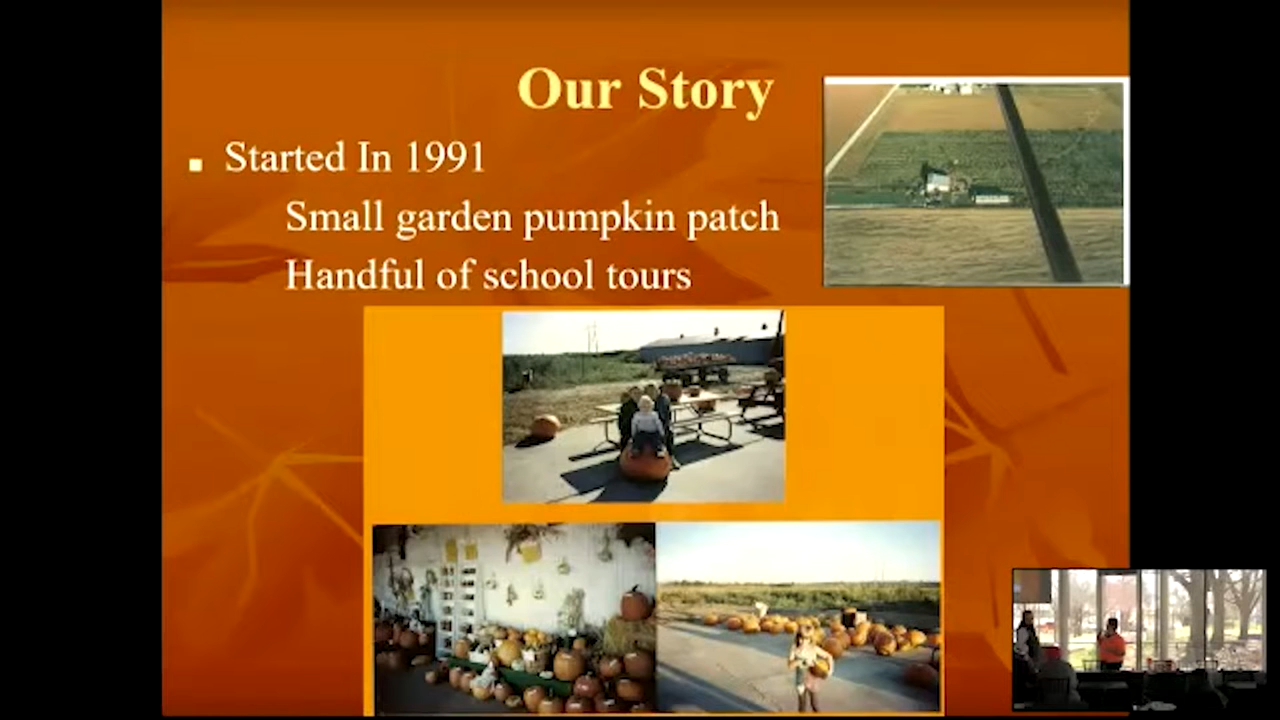 Our Story
Started In 1991
Small garden pumpkin patch
Handful of school tours